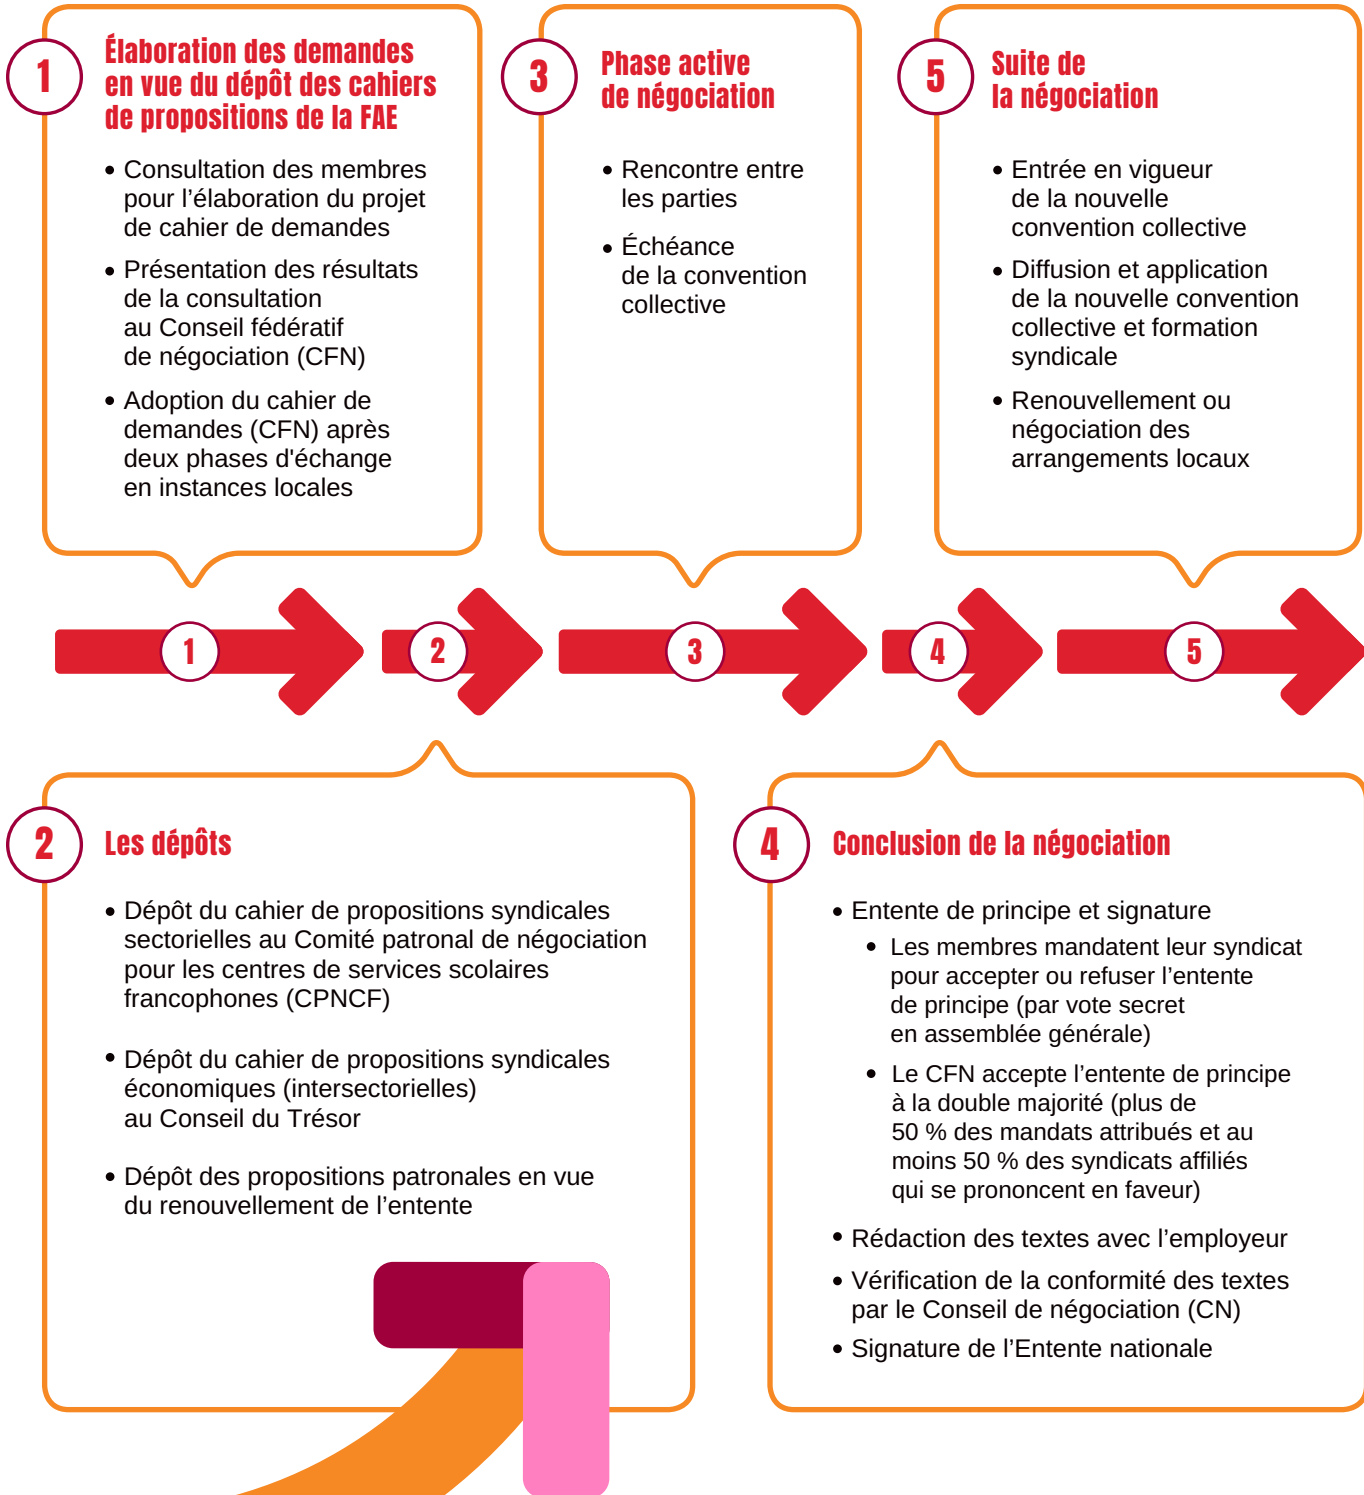 1
Élaboration des demandes
en vue du dépôt des cahiers
de propositions de la FAE
• Consultation des membres
pour l’élaboration du projet
de cahier de demandes
• Présentation des résultats
de la consultation
au Conseil fédératif
de négociation (CFN)
• Adoption du cahier de
demandes (CFN) après
deux phases d'échange
en instances locales
3
Phase active
de négociation
• Rencontre entre
les parties
• Échéance
de la convention
collective
5
Suite de
la négociation
• Entrée en vigueur
de la nouvelle
convention collective
• Diffusion et application
de la nouvelle convention
collective et formation
syndicale
• Renouvellement ou
négociation des
arrangements locaux
1
2
3
4
5
2
Les dépôts
• Dépôt du cahier de propositions syndicales
sectorielles au Comité patronal de négociation
pour les centres de services scolaires
francophones (CPNCF)
• Dépôt du cahier de propositions syndicales
économiques (intersectorielles)
au Conseil du Trésor
• Dépôt des propositions patronales en vue
du renouvellement de l’entente
4
Conclusion de la négociation
• Entente de principe et signature
• Les membres mandatent leur syndicat
pour accepter ou refuser l’entente
de principe (par vote secret
en assemblée générale)
• Le CFN accepte l’entente de principe
à la double majorité (plus de
50 % des mandats attribués et au
moins 50 % des syndicats affiliés
qui se prononcent en faveur)
• Rédaction des textes avec l’employeur
• Vérification de la conformité des textes
par le Conseil de négociation (CN)
• Signature de l’Entente nationale